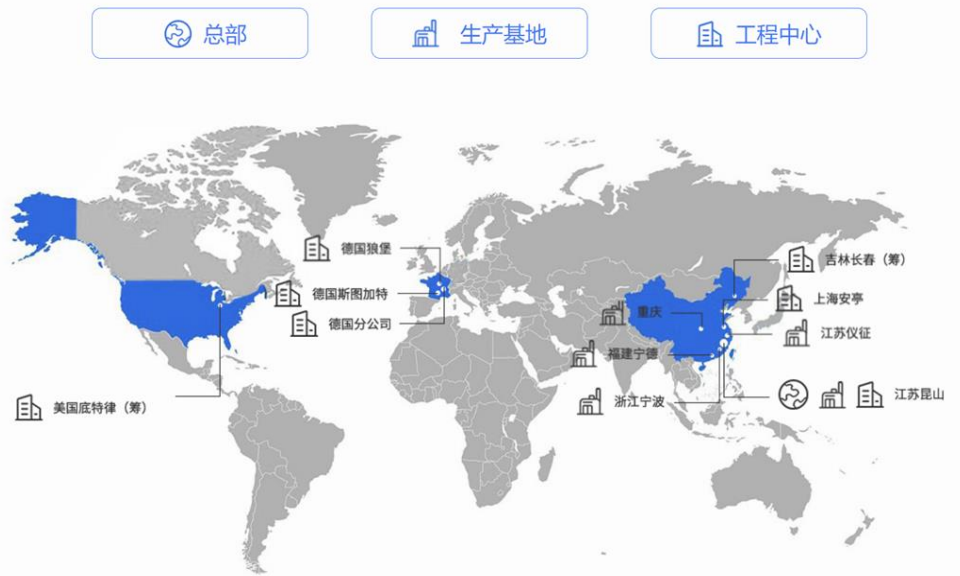 总部
生产基地
工程中心
德国狼堡
德国斯图加特
德国分公司
美国底特律（筹）
吉林长春（筹）
上海安亭
江苏仪征
江苏昆山
重庆
福建宁德
浙江宁波